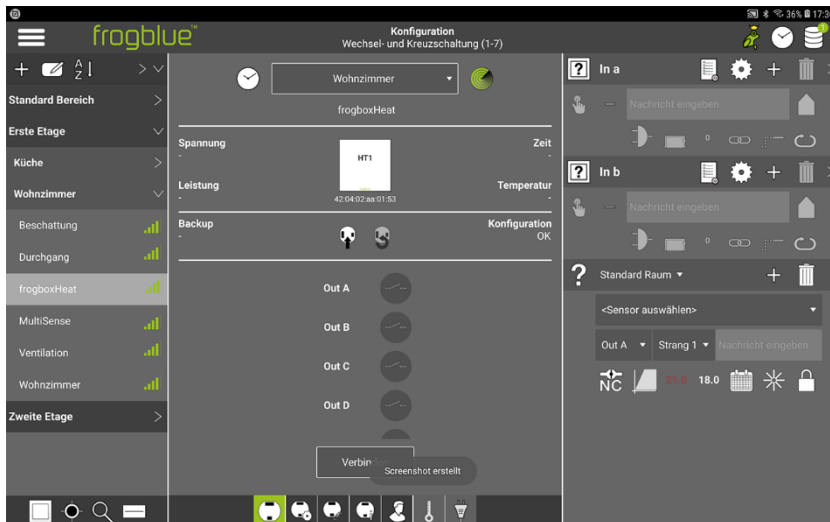 36% 17:3
frogblue™
Konfiguration
Wechsel- und Kreuzschaltung (1-7)
1
A
Z
Standard Bereich
Erste Etage
Küche
Wohnzimmer
Beschattung
Durchgang
frogboxHeat
MultiSense
Ventilation
Wohnzimmer
Zweite Etage
Wohnzimmer
frogboxHeat
Spannung
-
Zeit
-
HT1
Leistung
-
Temperatur
-
42:04:02:aa:01:53
Backup
-
Konfiguration
OK
Out A
Out B
Out C
Out D
Verbin
Screenshot erstellt
? In a
Nachricht eingeben
0
? In b
Nachricht eingeben
0
? Standard Raum
<Sensor auswählen>
Out A Strang 1 Nachricht eingeben
NC 21.0 18.0